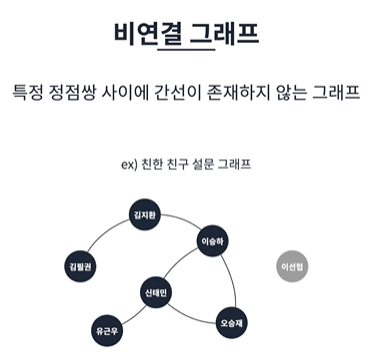 비연결 그래프
특정 정점쌍 사이에 간선이 존재하지 않는 그래프
ex) 친한 친구 설문 그래프
김지환
이승하
김필권
이선협
신태민
오승재
유근우